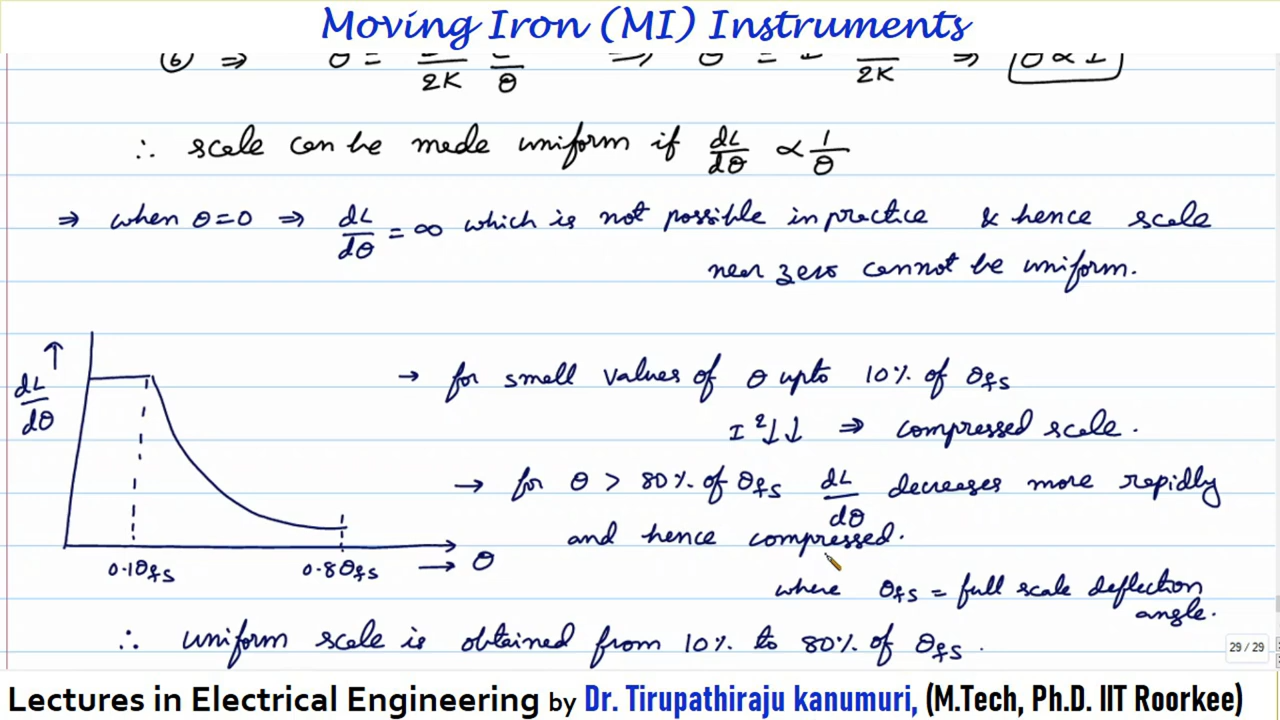 Moving Iron (MI) Instruments
⑥ ⇒ θ = 2K θ ⇒ θ = 2K ⇒ θ ∝ I
∴ scale can be made uniform if dL/dθ ∝ 1/θ
⇒ when θ=0 ⇒ dL/dθ = ∞ which is not possible in practice & hence scale
near zero cannot be uniform.
↑
dL/dθ
→ for small values of θ upto 10% of θfs
I²↓↓ ⇒ compressed scale.
→ for θ > 80% of θfs dL/dθ decreases more rapidly
and hence compressed.
0.1θfs 0.8θfs → θ
where θfs = full scale deflection
angle.
∴ uniform scale is obtained from 10% to 80% of θfs.
29 / 29
Lectures in Electrical Engineering by Dr. Tirupathiraju kanumuri, (M.Tech, Ph.D. IIT Roorkee)